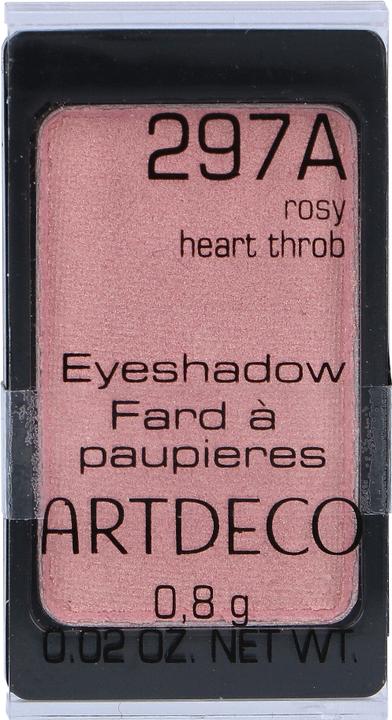 297A
rosy
heart throb
Eyeshadow
Fard à
paupieres
ARTDECO
0,8 g
0.02 OZ. NET WT.